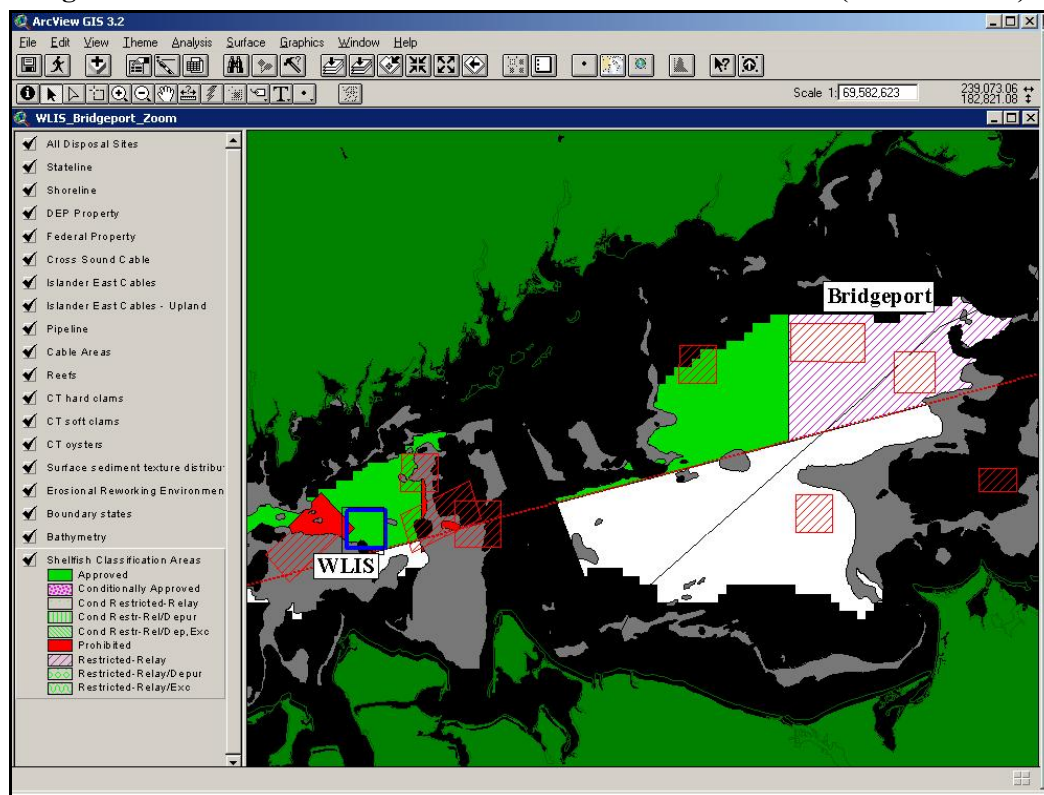 ArcView GIS 3.2
File Edit View Theme Analysis Surface Graphics Window Help
Scale 1: 69,582,623
239,073.06
182,821.08
WLIS_Bridgeport_Zoom
All Disposal Sites
Stateline
Shoreline
DEP Property
Federal Property
Cross Sound Cable
Islander East Cables
Islander East Cables - Upland
Pipeline
Cable Areas
Reefs
CT hard clams
CT soft clams
CT oysters
Surface sediment texture distribu
Erosional Reworking Environmen
Boundary states
Bathymetry
Shellfish Classification Areas
Approved
Conditionally Approved
Cond Restricted-Relay
Cond Restr-Rel/Depur
Cond Restr-Rel/Dep,Exc
Prohibited
Restricted-Relay
Restricted-Relay/Depur
Restricted-Relay/Exc
Bridgeport
WLIS